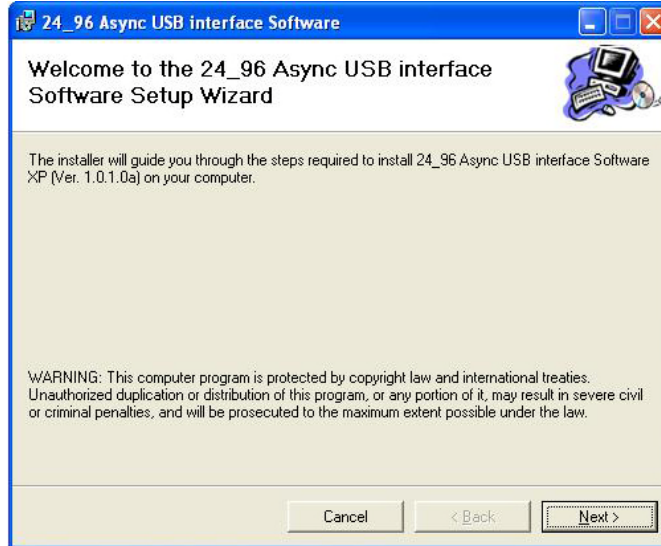 24_96 Async USB interface Software
Welcome to the 24_96 Async USB interface
Software Setup Wizard
The installer will guide you through the steps required to install 24_96 Async USB interface Software
XP (Ver. 1.0.1.0a) on your computer.
WARNING: This computer program is protected by copyright law and international treaties.
Unauthorized duplication or distribution of this program, or any portion of it, may result in severe civil
or criminal penalties, and will be prosecuted to the maximum extent possible under the law.
Cancel
< Back
Next >